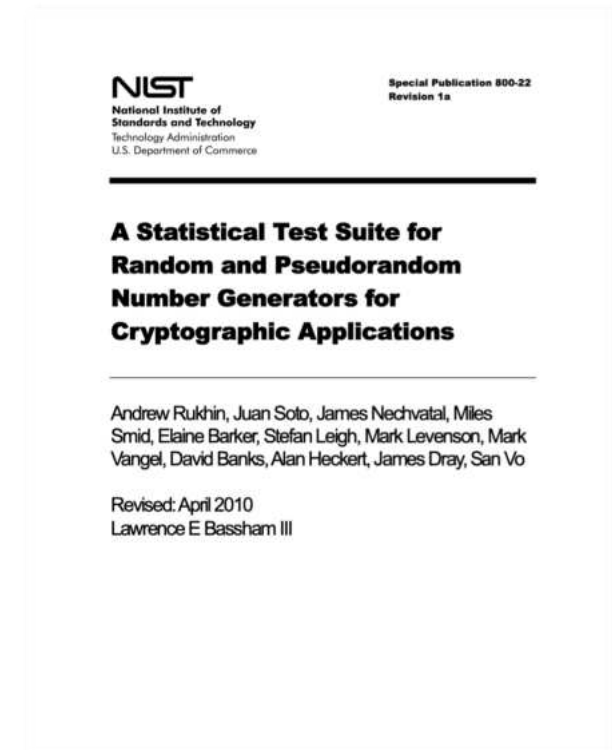 NIST
Special Publication 800-22
Revision 1a
National Institute of
Standards and Technology
Technology Administration
U.S. Department of Commerce
A Statistical Test Suite for
Random and Pseudorandom
Number Generators for
Cryptographic Applications
Andrew Rukhin, Juan Soto, James Nechvatal, Miles
Smid, Elaine Barker, Stefan Leigh, Mark Levenson, Mark
Vangel, David Banks, Alan Heckert, James Dray, San Vo
Revised: April 2010
Lawrence E Bassham III